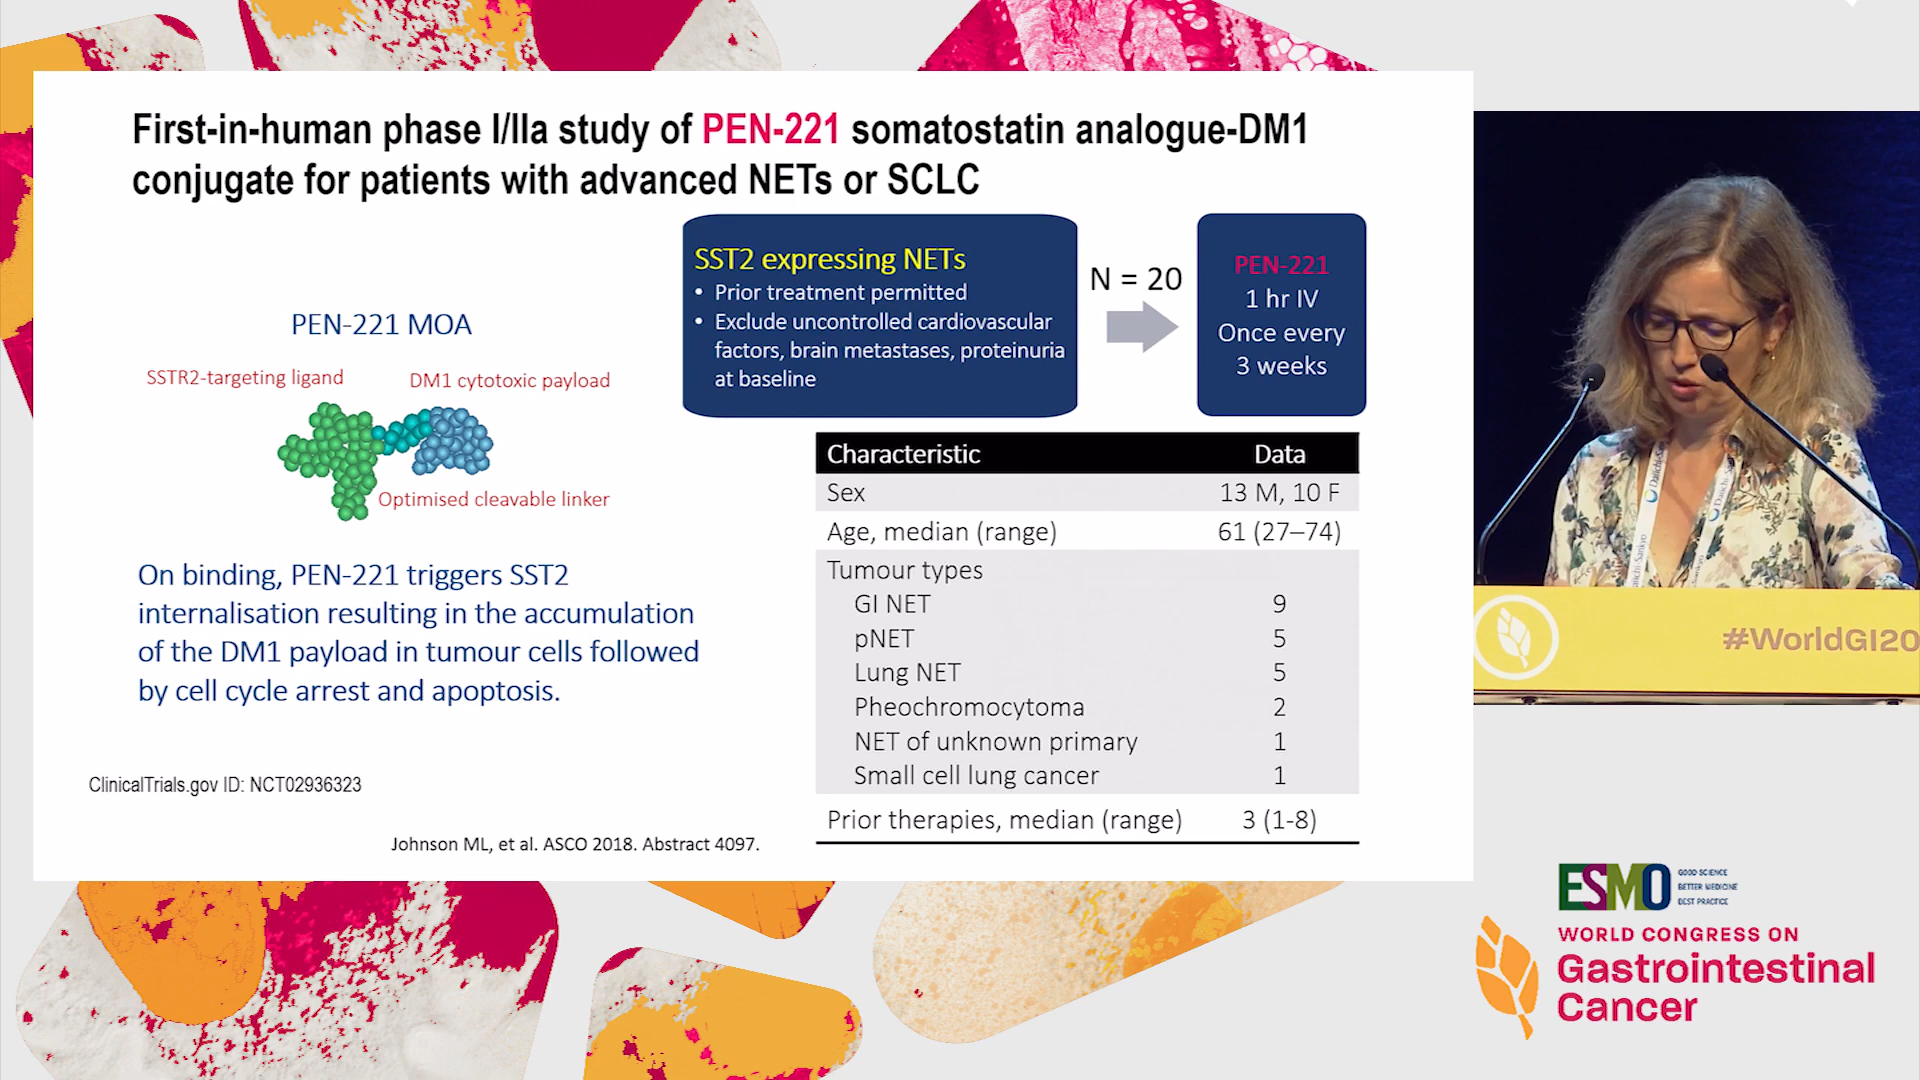 First-in-human phase I/IIa study of PEN-221 somatostatin analogue-DM1
conjugate for patients with advanced NETs or SCLC
PEN-221 MOA
SSTR2-targeting ligand
DM1 cytotoxic payload
Optimised cleavable linker
On binding, PEN-221 triggers SST2
internalisation resulting in the accumulation
of the DM1 payload in tumour cells followed
by cell cycle arrest and apoptosis.
ClinicalTrials.gov ID: NCT02936323
Johnson ML, et al. ASCO 2018. Abstract 4097.
SST2 expressing NETs
• Prior treatment permitted
• Exclude uncontrolled cardiovascular
factors, brain metastases, proteinuria
at baseline
N = 20
PEN-221
1 hr IV
Once every
3 weeks
Characteristic Data
Sex 13 M, 10 F
Age, median (range) 61 (27–74)
Tumour types
GI NET 9
pNET 5
Lung NET 5
Pheochromocytoma 2
NET of unknown primary 1
Small cell lung cancer 1
Prior therapies, median (range) 3 (1-8)
Daiichi-Sankyo
#WorldGI20
ESMO
GOOD SCIENCE
BETTER MEDICINE
BEST PRACTICE
WORLD CONGRESS ON
Gastrointestinal
Cancer